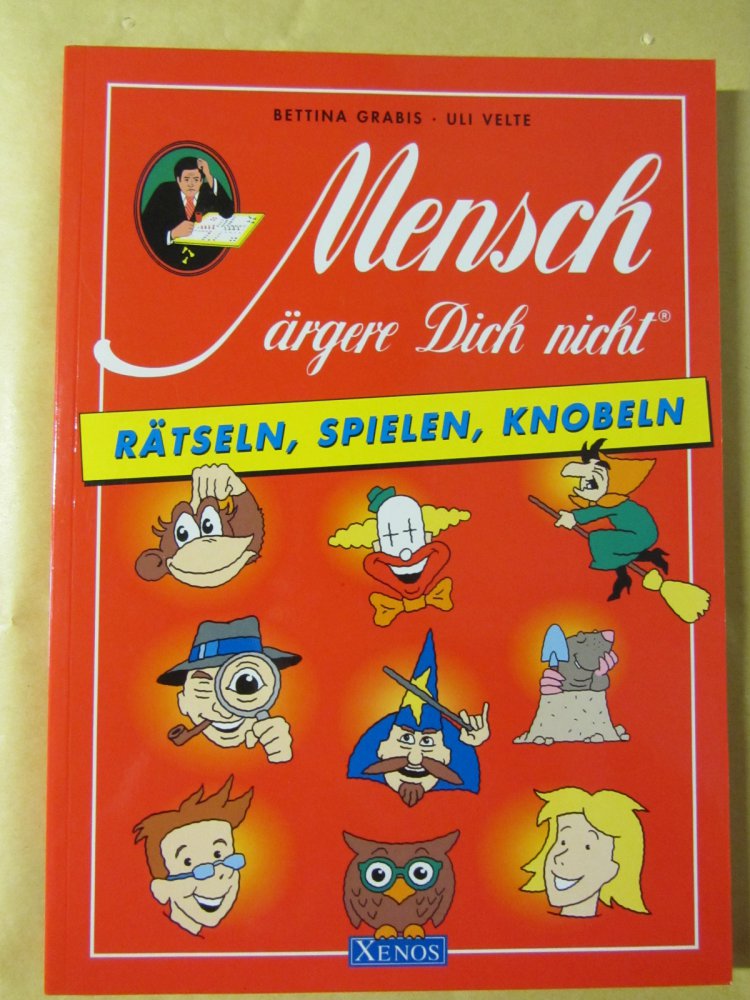 BETTINA GRABIS · ULI VELTE
Mensch
ärgere Dich nicht®
RÄTSELN, SPIELEN, KNOBELN
XENOS